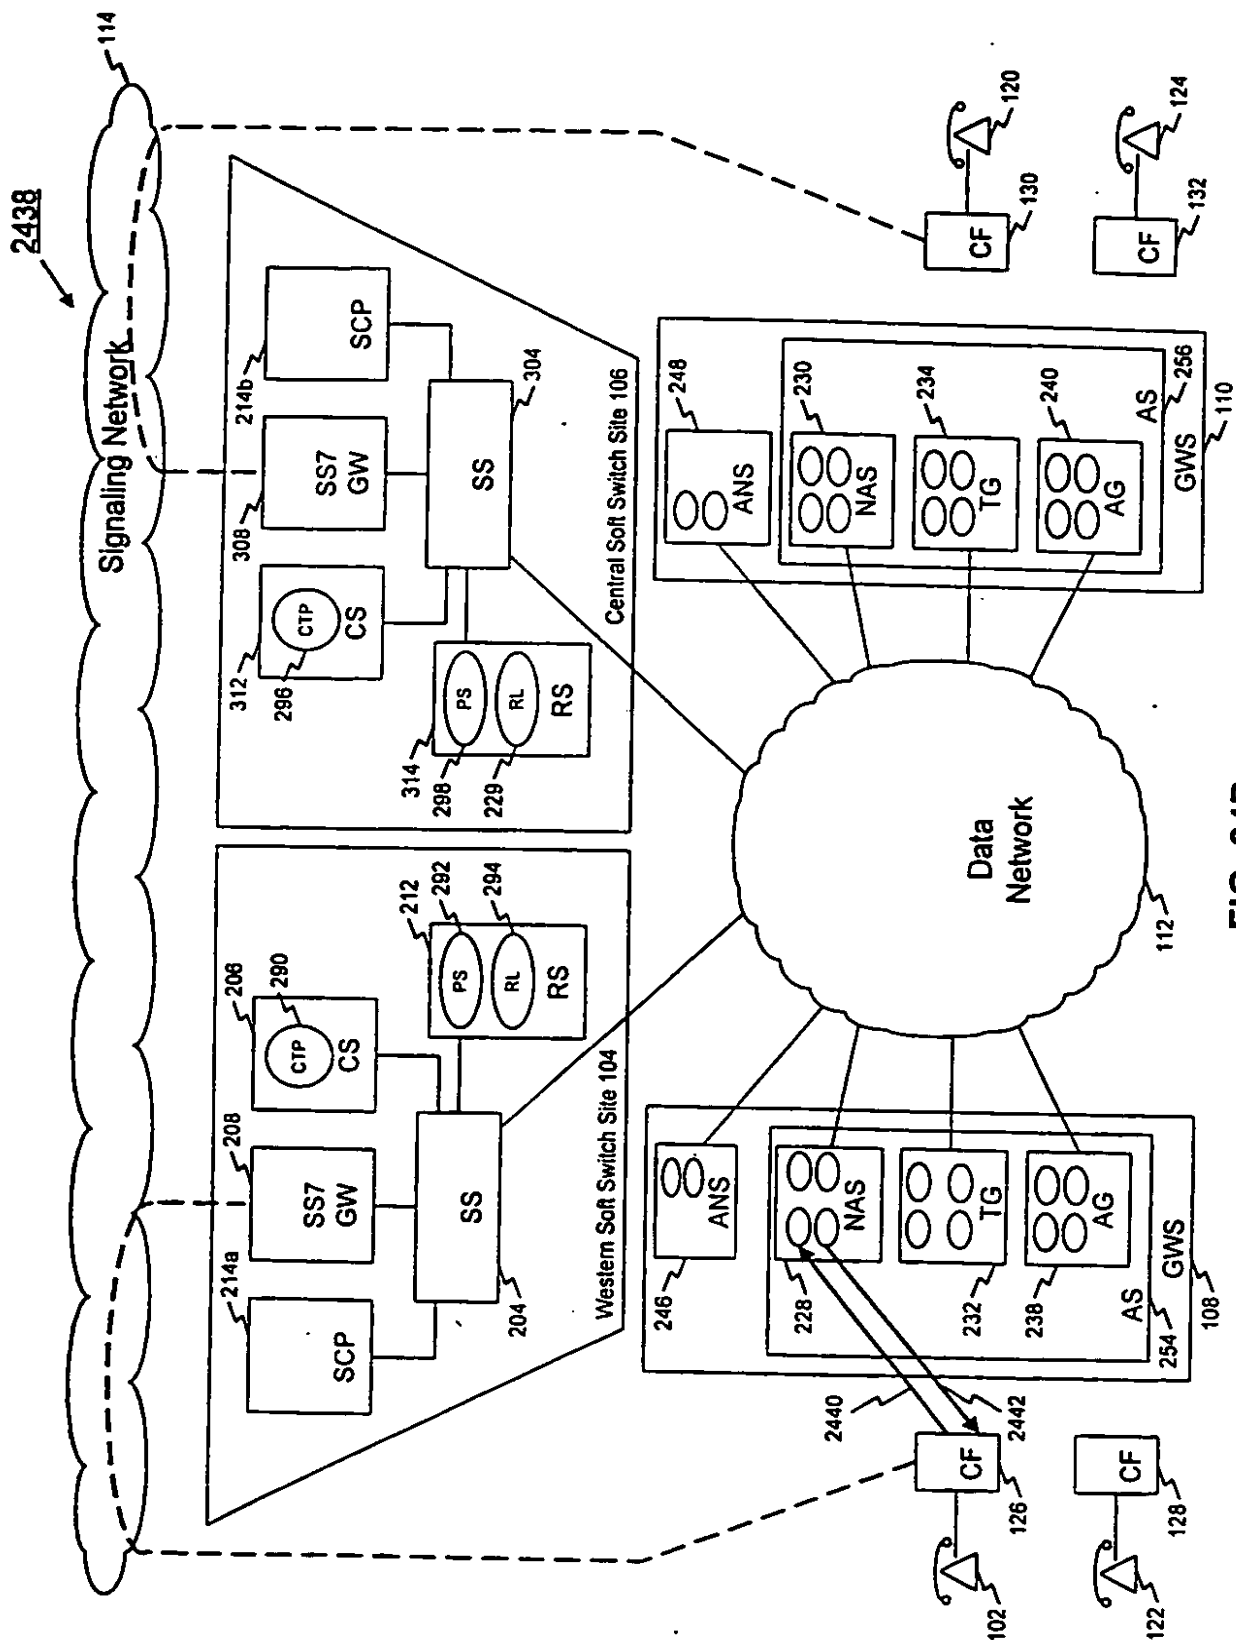 2438
114
Signaling Network
214a
SCP
208
SS7
GW
206
290
CTP
CS
SS
204
212
292
294
PS
RL
RS
Western Soft Switch Site 104
312
296
CTP
CS
308
SS7
GW
214b
SCP
SS
304
314
298
229
PS
RL
RS
Central Soft Switch Site 106
246
ANS
228
NAS
232
TG
238
AG
AS
254
GWS
108
2440
2442
CF
126
102
CF
128
122
Data
Network
112
248
ANS
230
NAS
234
TG
240
AG
AS
256
GWS
110
CF
130
120
CF
132
124